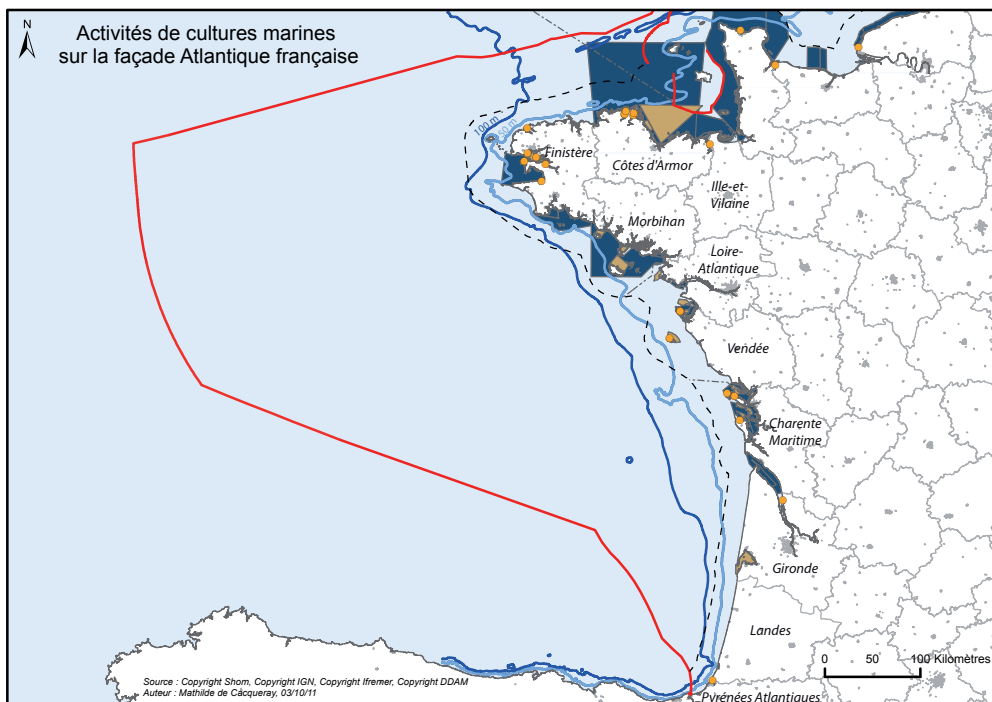 N
Activités de cultures marines
sur la façade Atlantique française
100 m
50 m
Finistère
Côtes d'Armor
Ille-et-
Vilaine
Morbihan
Loire-
Atlantique
Vendée
Charente
Maritime
Gironde
Landes
0 50 100 Kilomètres
Pyrénées Atlantiques
Source : Copyright Shom, Copyright IGN, Copyright Ifremer, Copyright DDAM
Auteur : Mathilde de Cacqueray, 03/10/11